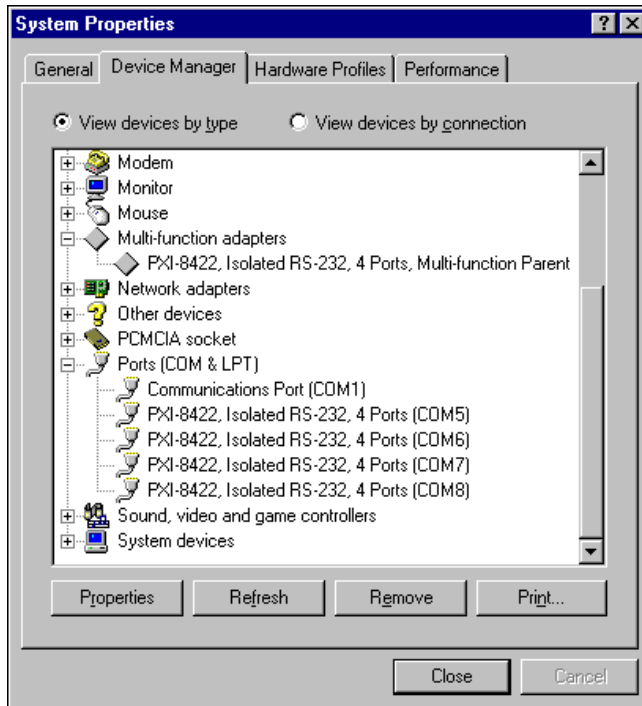 System Properties
General Device Manager Hardware Profiles Performance
View devices by type View devices by connection
Modem
Monitor
Mouse
Multi-function adapters
PXI-8422, Isolated RS-232, 4 Ports, Multi-function Parent
Network adapters
Other devices
PCMCIA socket
Ports (COM & LPT)
Communications Port (COM1)
PXI-8422, Isolated RS-232, 4 Ports (COM5)
PXI-8422, Isolated RS-232, 4 Ports (COM6)
PXI-8422, Isolated RS-232, 4 Ports (COM7)
PXI-8422, Isolated RS-232, 4 Ports (COM8)
Sound, video and game controllers
System devices
Properties Refresh Remove Print...
Close Cancel